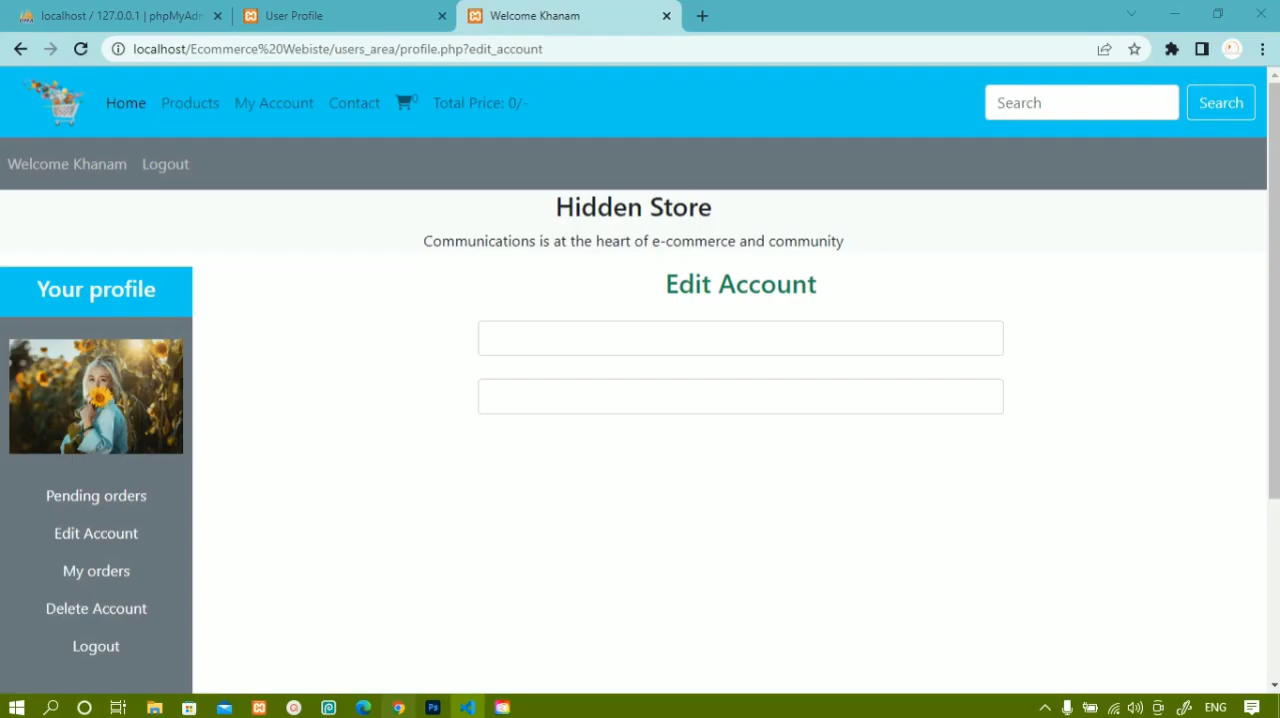 localhost / 127.0.0.1 | phpMyAdm
User Profile
Welcome Khanam
localhost/Ecommerce%20Webiste/users_area/profile.php?edit_account
Home Products My Account Contact 0 Total Price: 0/-
Search
Search
Welcome Khanam Logout
Hidden Store
Communications is at the heart of e-commerce and community
Your profile
Edit Account
Pending orders
Edit Account
My orders
Delete Account
Logout
ENG